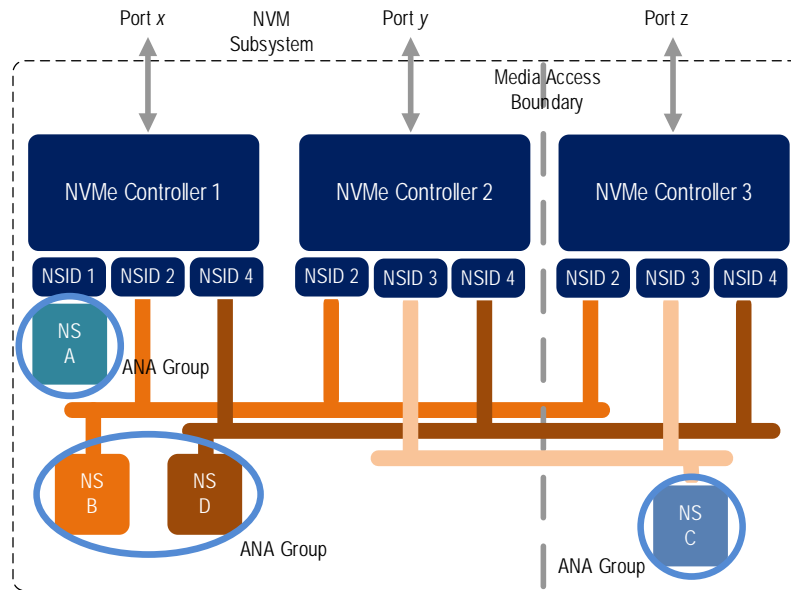 Port x
NVM
Subsystem
Port y
Port z
Media Access
Boundary
NVMe Controller 1
NVMe Controller 2
NVMe Controller 3
NSID 1
NSID 2
NSID 4
NSID 2
NSID 3
NSID 4
NSID 2
NSID 3
NSID 4
NS
A
ANA Group
NS
B
NS
D
ANA Group
NS
C
ANA Group